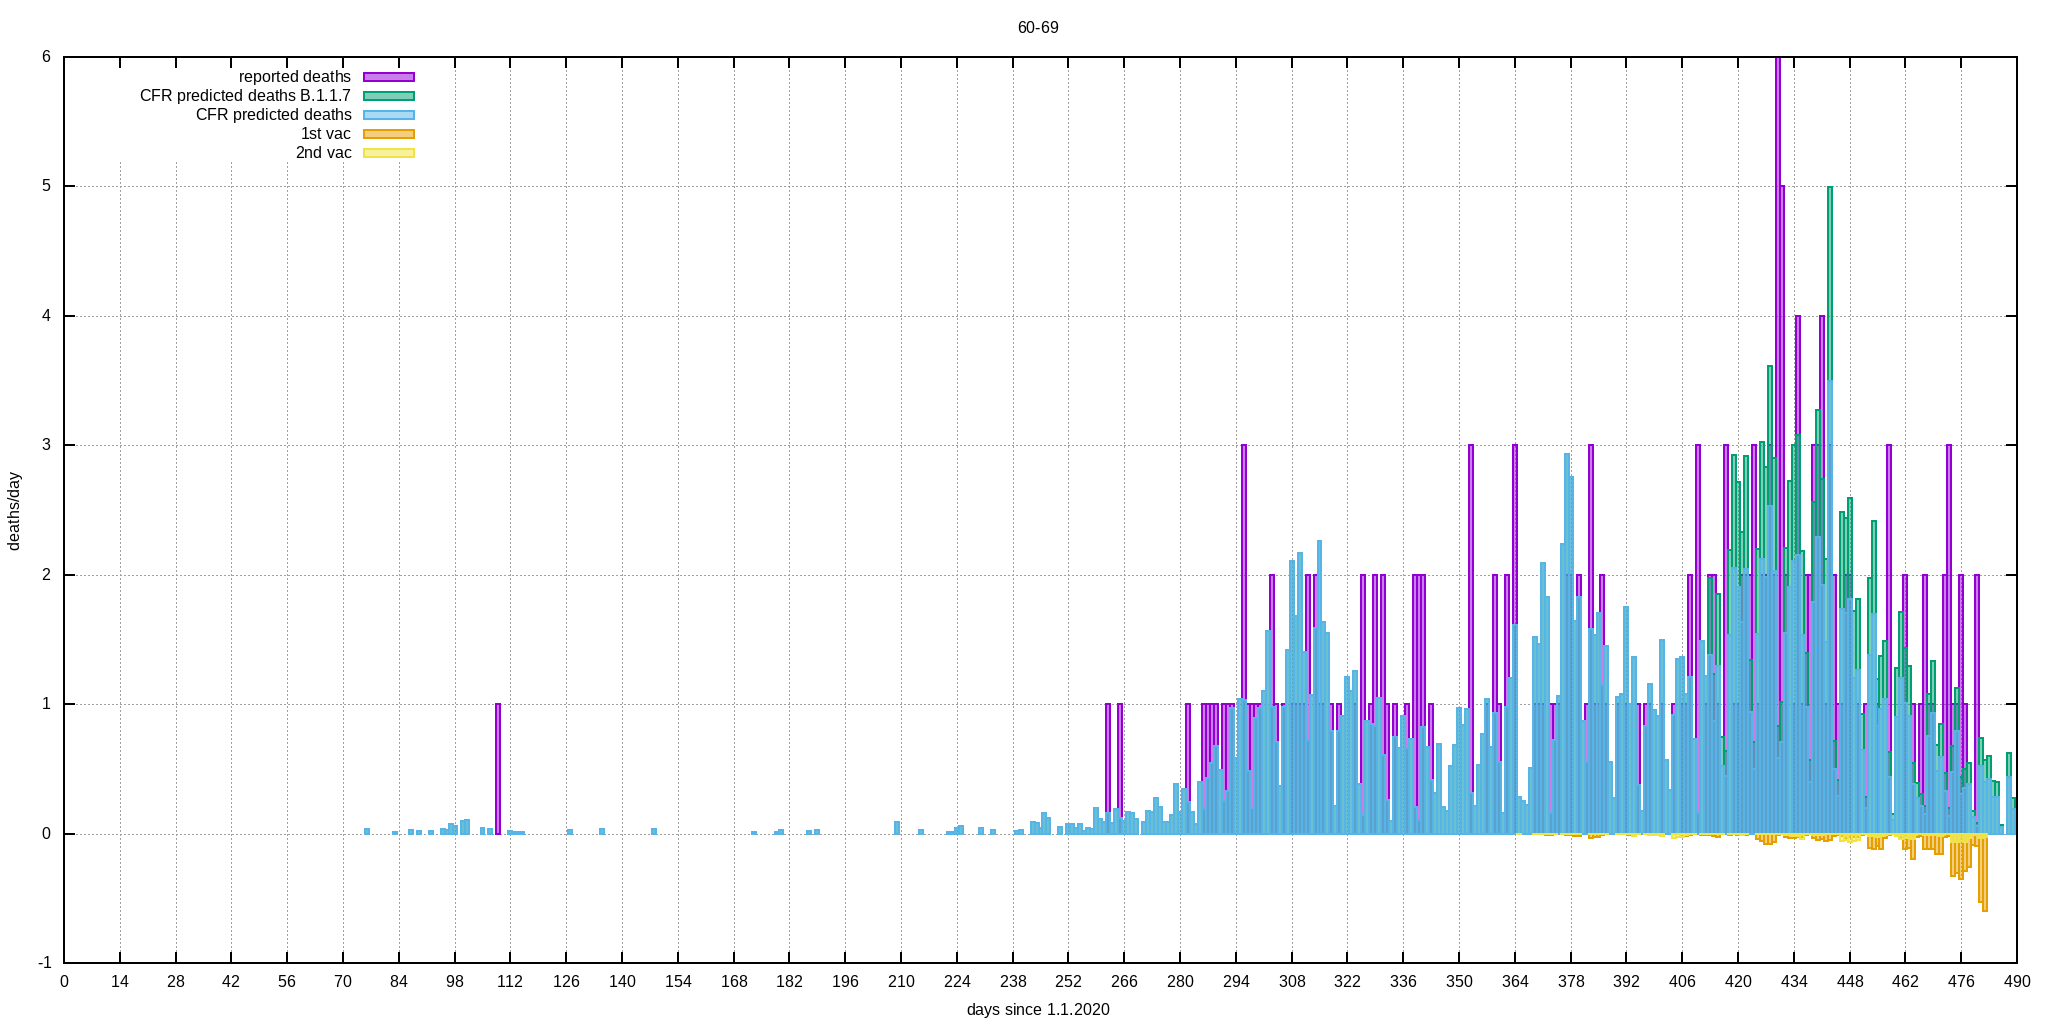 60-69
reported deaths
CFR predicted deaths B.1.1.7
CFR predicted deaths
1st vac
2nd vac
6
5
4
3
2
1
0
-1
deaths/day
0 14 28 42 56 70 84 98 112 126 140 154 168 182 196 210 224 238 252 266 280 294 308 322 336 350 364 378 392 406 420 434 448 462 476 490
days since 1.1.2020